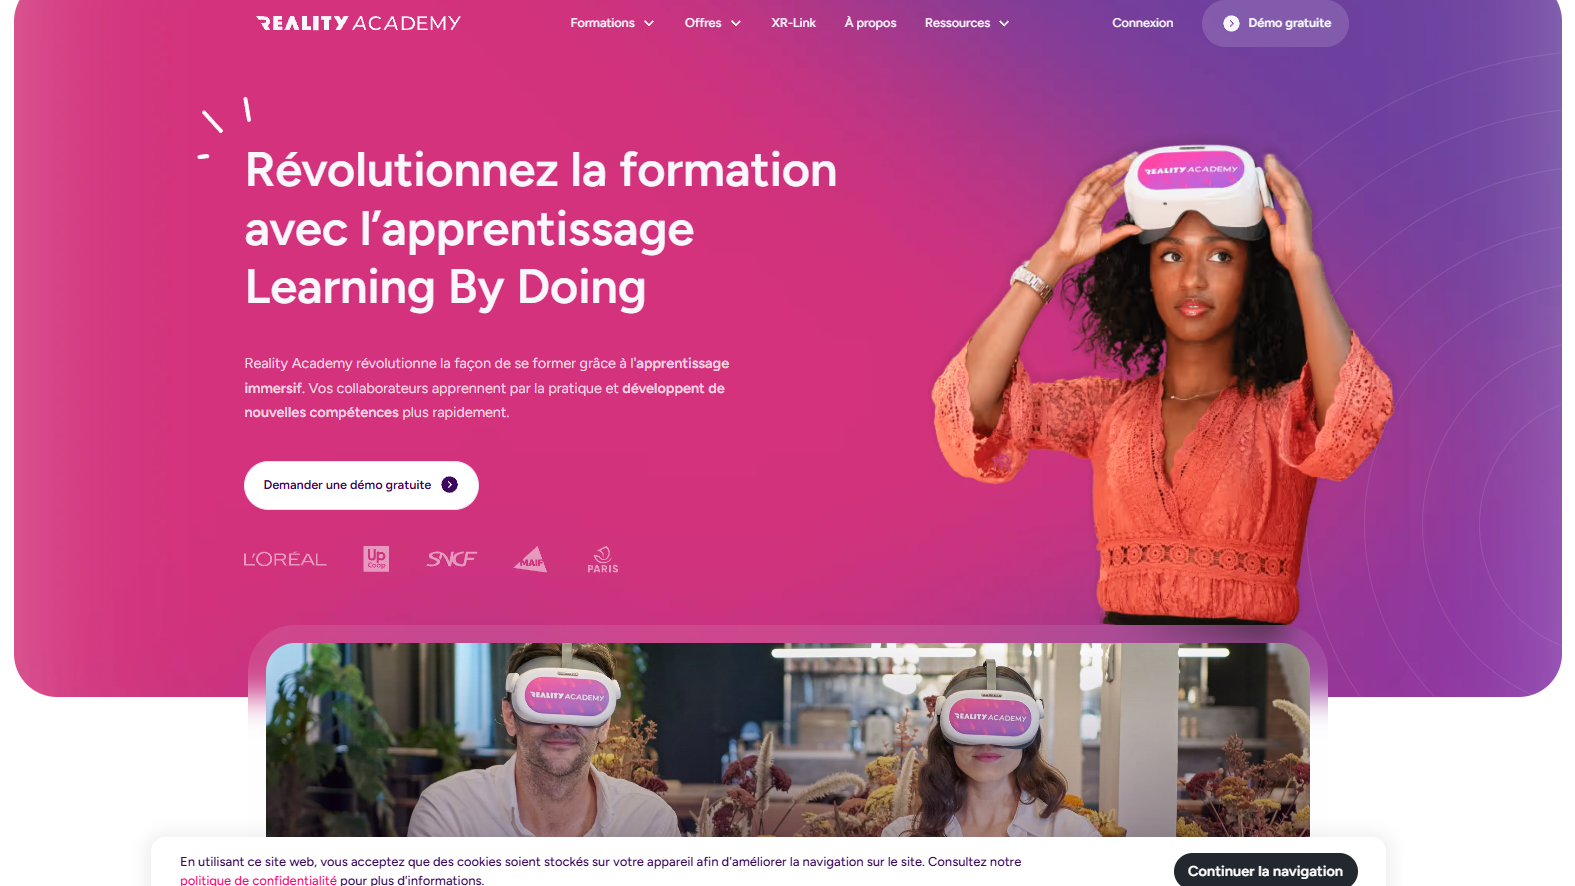 REALITY ACADEMY
Formations
Offres
XR-Link
À propos
Ressources
Connexion
Démo gratuite
Révolutionnez la formation
avec l’apprentissage
Learning By Doing
REALITY ACADEMY
Reality Academy révolutionne la façon de se former grâce à l'apprentissage
immersif. Vos collaborateurs apprennent par la pratique et développent de
nouvelles compétences plus rapidement.
Demander une démo gratuite
L'ORÉAL
Up
Coop
SNCF
MAIF
PARIS
REALITY ACADEMY
REALITY ACADEMY
En utilisant ce site web, vous acceptez que des cookies soient stockés sur votre appareil afin d'améliorer la navigation sur le site. Consultez notre
politique de confidentialité pour plus d'informations.
Continuer la navigation